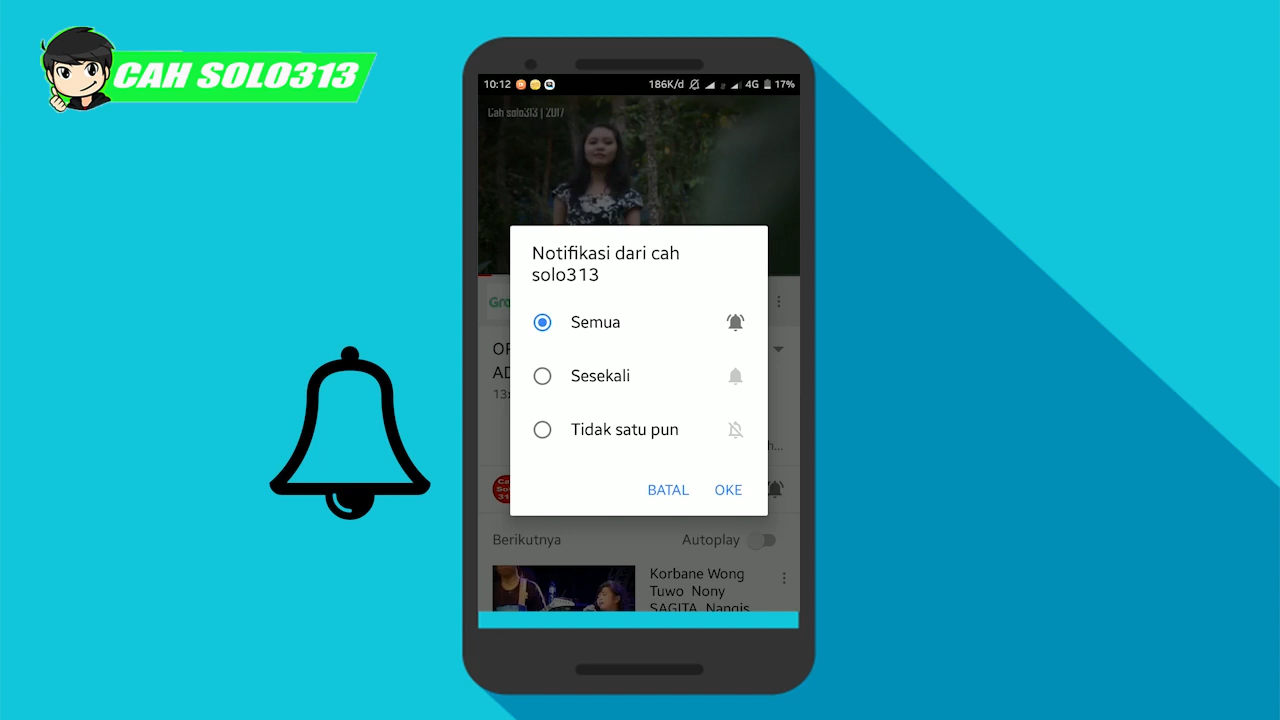 CAH SOLO313
10:12
186K/d
4G
17%
Cah solo313 | 2017
Notifikasi dari cah
solo313
Semua
Sesekali
Tidak satu pun
BATAL
OKE
Berikutnya
Autoplay
Korbane Wong
Tuwo Nony
SAGITA Nangis